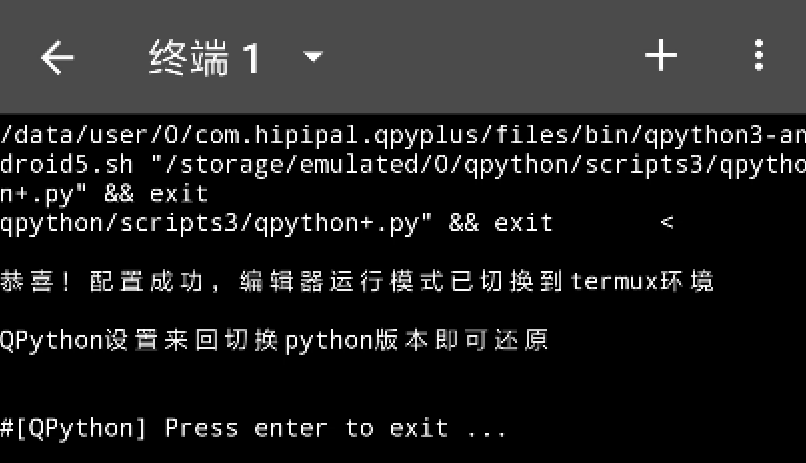 终端 1
/data/user/0/com.hipipal.qpyplus/files/bin/qpython3-an
droid5.sh "/storage/emulated/0/qpython/scripts3/qpytho
n+.py" && exit
qpython/scripts3/qpython+.py" && exit <
恭喜！配置成功，编辑器运行模式已切换到termux环境
QPython设置来回切换python版本即可还原
#[QPython] Press enter to exit ...